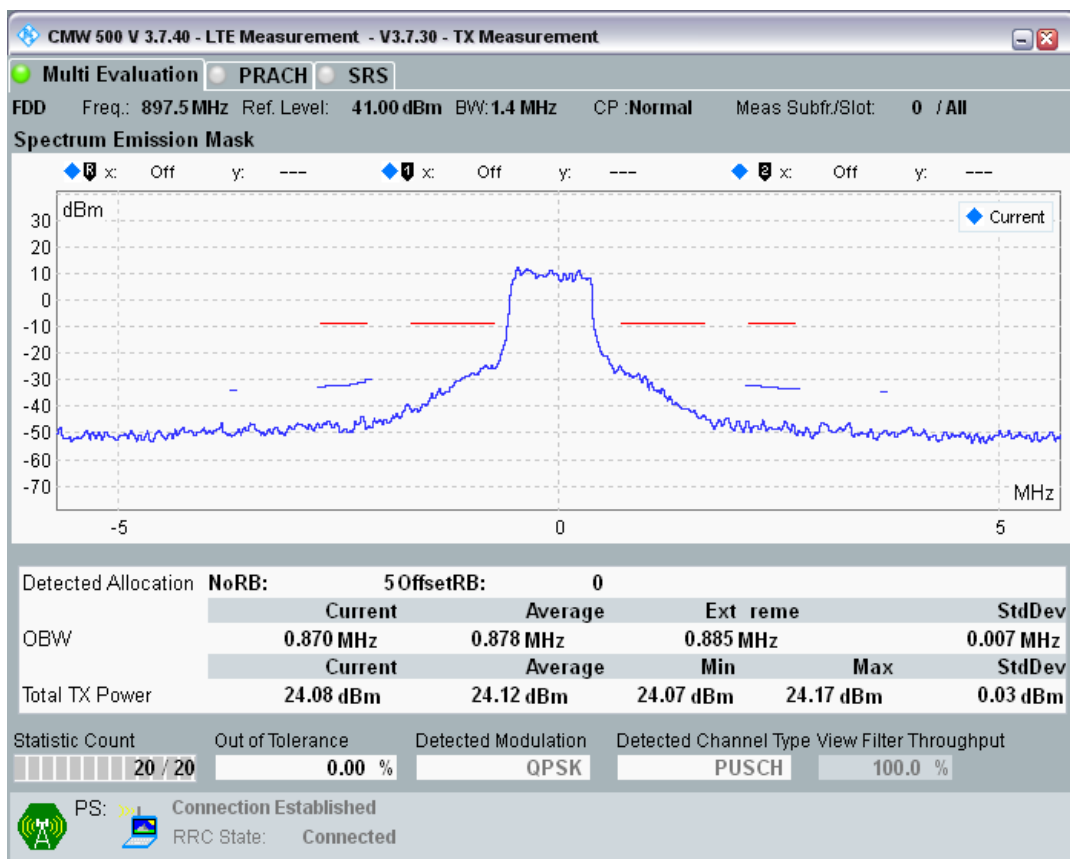 CMW 500 V 3.7.40 - LTE Measurement - V3.7.30 - TX Measurement
Multi Evaluation PRACH SRS
FDD Freq.: 897.5 MHz Ref. Level: 41.00 dBm BW: 1.4 MHz CP :Normal Meas Subfr./Slot: 0 / All
Spectrum Emission Mask
R x: Off y: --- 1 x: Off y: --- 2 x: Off y: ---
dBm
Current
30
20
10
0
-10
-20
-30
-40
-50
-60
-70
MHz
-5 0 5
Detected Allocation NoRB: 5 OffsetRB: 0
Current Average Ext reme StdDev
OBW 0.870 MHz 0.878 MHz 0.885 MHz 0.007 MHz
Current Average Min Max StdDev
Total TX Power 24.08 dBm 24.12 dBm 24.07 dBm 24.17 dBm 0.03 dBm
Statistic Count Out of Tolerance Detected Modulation Detected Channel Type View Filter Throughput
20 / 20 0.00 % QPSK PUSCH 100.0 %
PS: Connection Established
RRC State: Connected